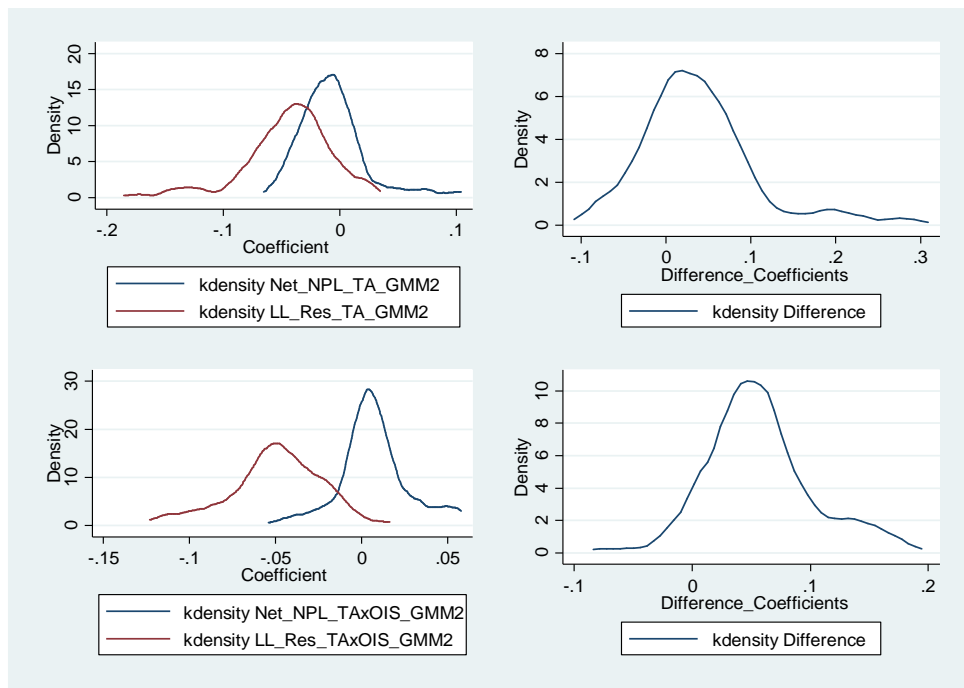 20
15
10
5
0
Density
-.2
-.1
0
.1
Coefficient
kdensity Net_NPL_TA_GMM2
kdensity LL_Res_TA_GMM2
8
6
4
2
0
Density
-.1
0
.1
.2
.3
Difference_Coefficients
kdensity Difference
30
20
10
0
Density
-.15
-.1
-.05
0
.05
Coefficient
kdensity Net_NPL_TAxOIS_GMM2
kdensity LL_Res_TAxOIS_GMM2
10
8
6
4
2
0
Density
-.1
0
.1
.2
Difference_Coefficients
kdensity Difference